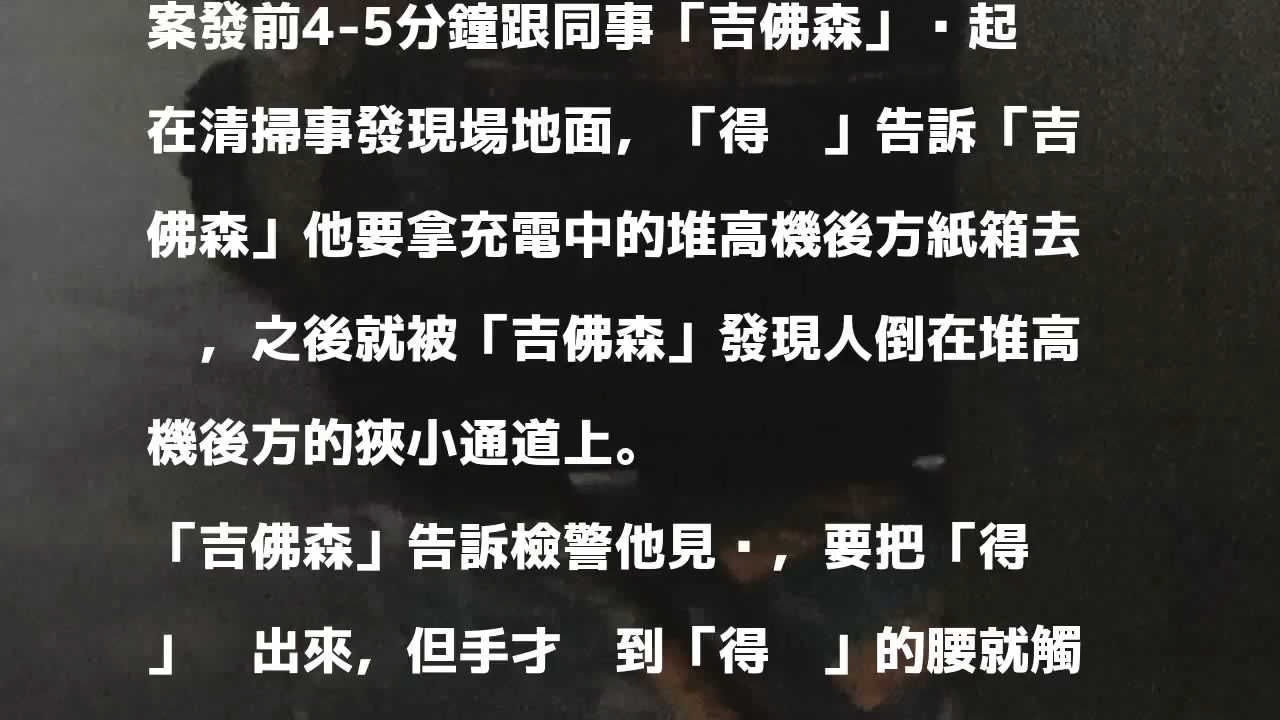 案發前4-5分鐘跟同事「吉佛森」·起
在清掃事發現場地面，「得　」告訴「吉
佛森」他要拿充電中的堆高機後方紙箱去
　，之後就被「吉佛森」發現人倒在堆高
機後方的狹小通道上。
「吉佛森」告訴檢警他見·，要把「得
」　出來，但手才　到「得　」的腰就觸